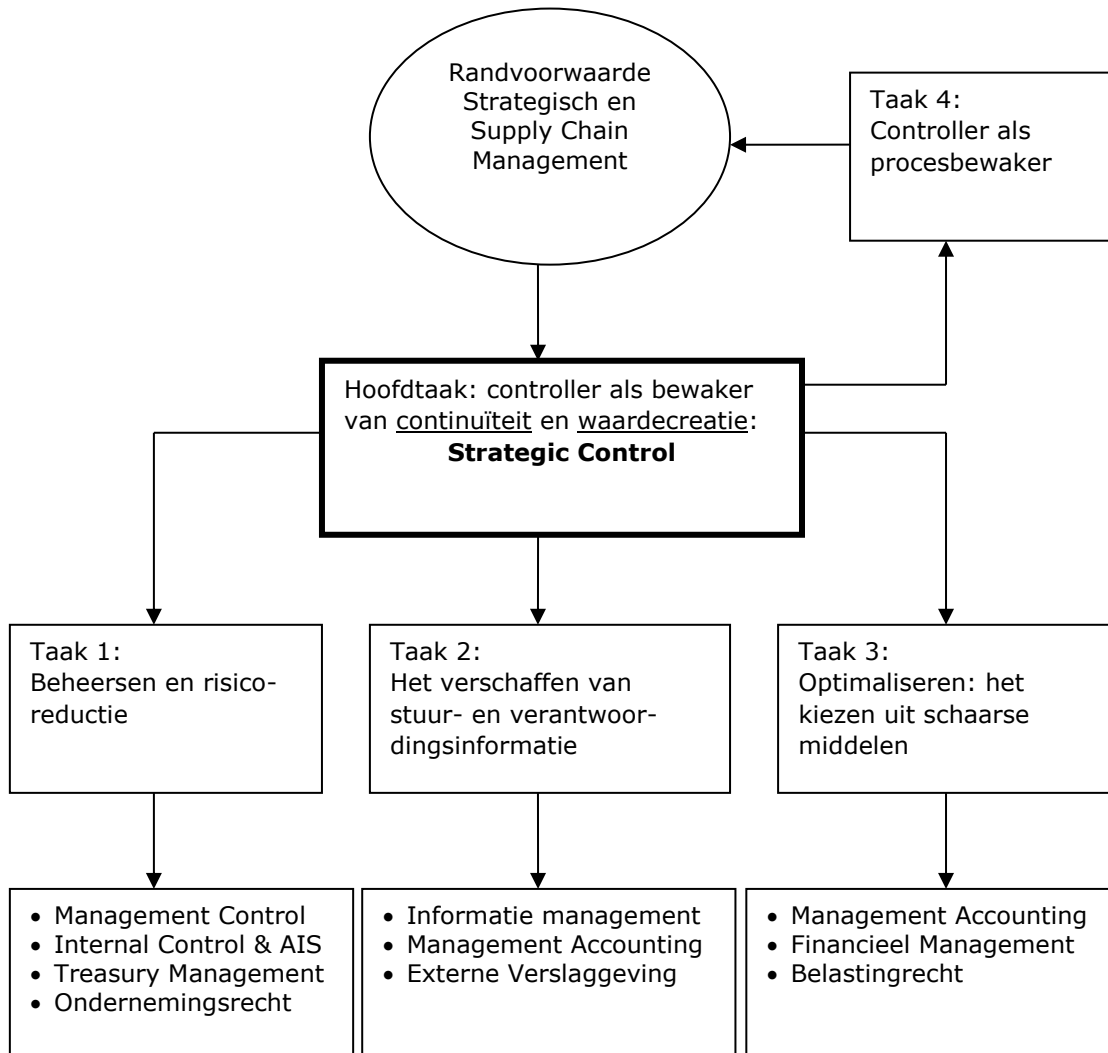 Randvoorwaarde
Strategisch en
Supply Chain
Management
Taak 4:
Controller als
procesbewaker
Hoofdtaak: controller als bewaker
van continuïteit en waardecreatie:
Strategic Control
Taak 1:
Beheersen en risico-
reductie
Taak 2:
Het verschaffen van
stuur- en verantwoor-
dingsinformatie
Taak 3:
Optimaliseren: het
kiezen uit schaarse
middelen
• Management Control
• Internal Control & AIS
• Treasury Management
• Ondernemingsrecht
• Informatie management
• Management Accounting
• Externe Verslaggeving
• Management Accounting
• Financieel Management
• Belastingrecht